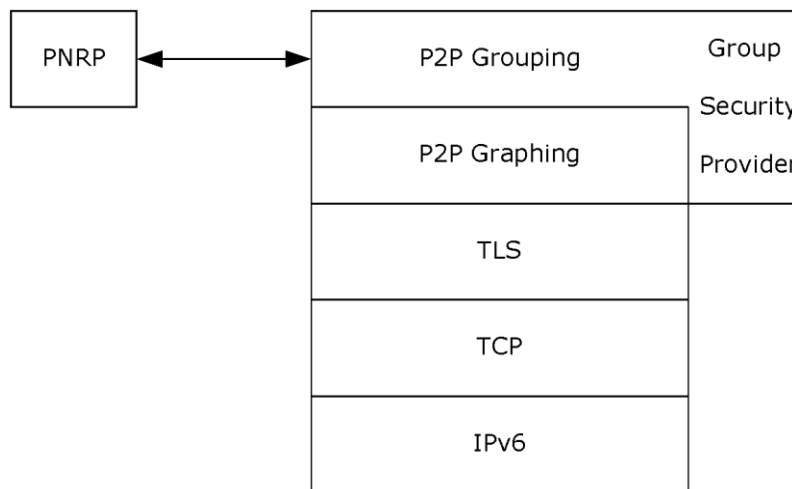 PNRP
P2P Grouping
Group
Security
Provider
P2P Graphing
TLS
TCP
IPv6